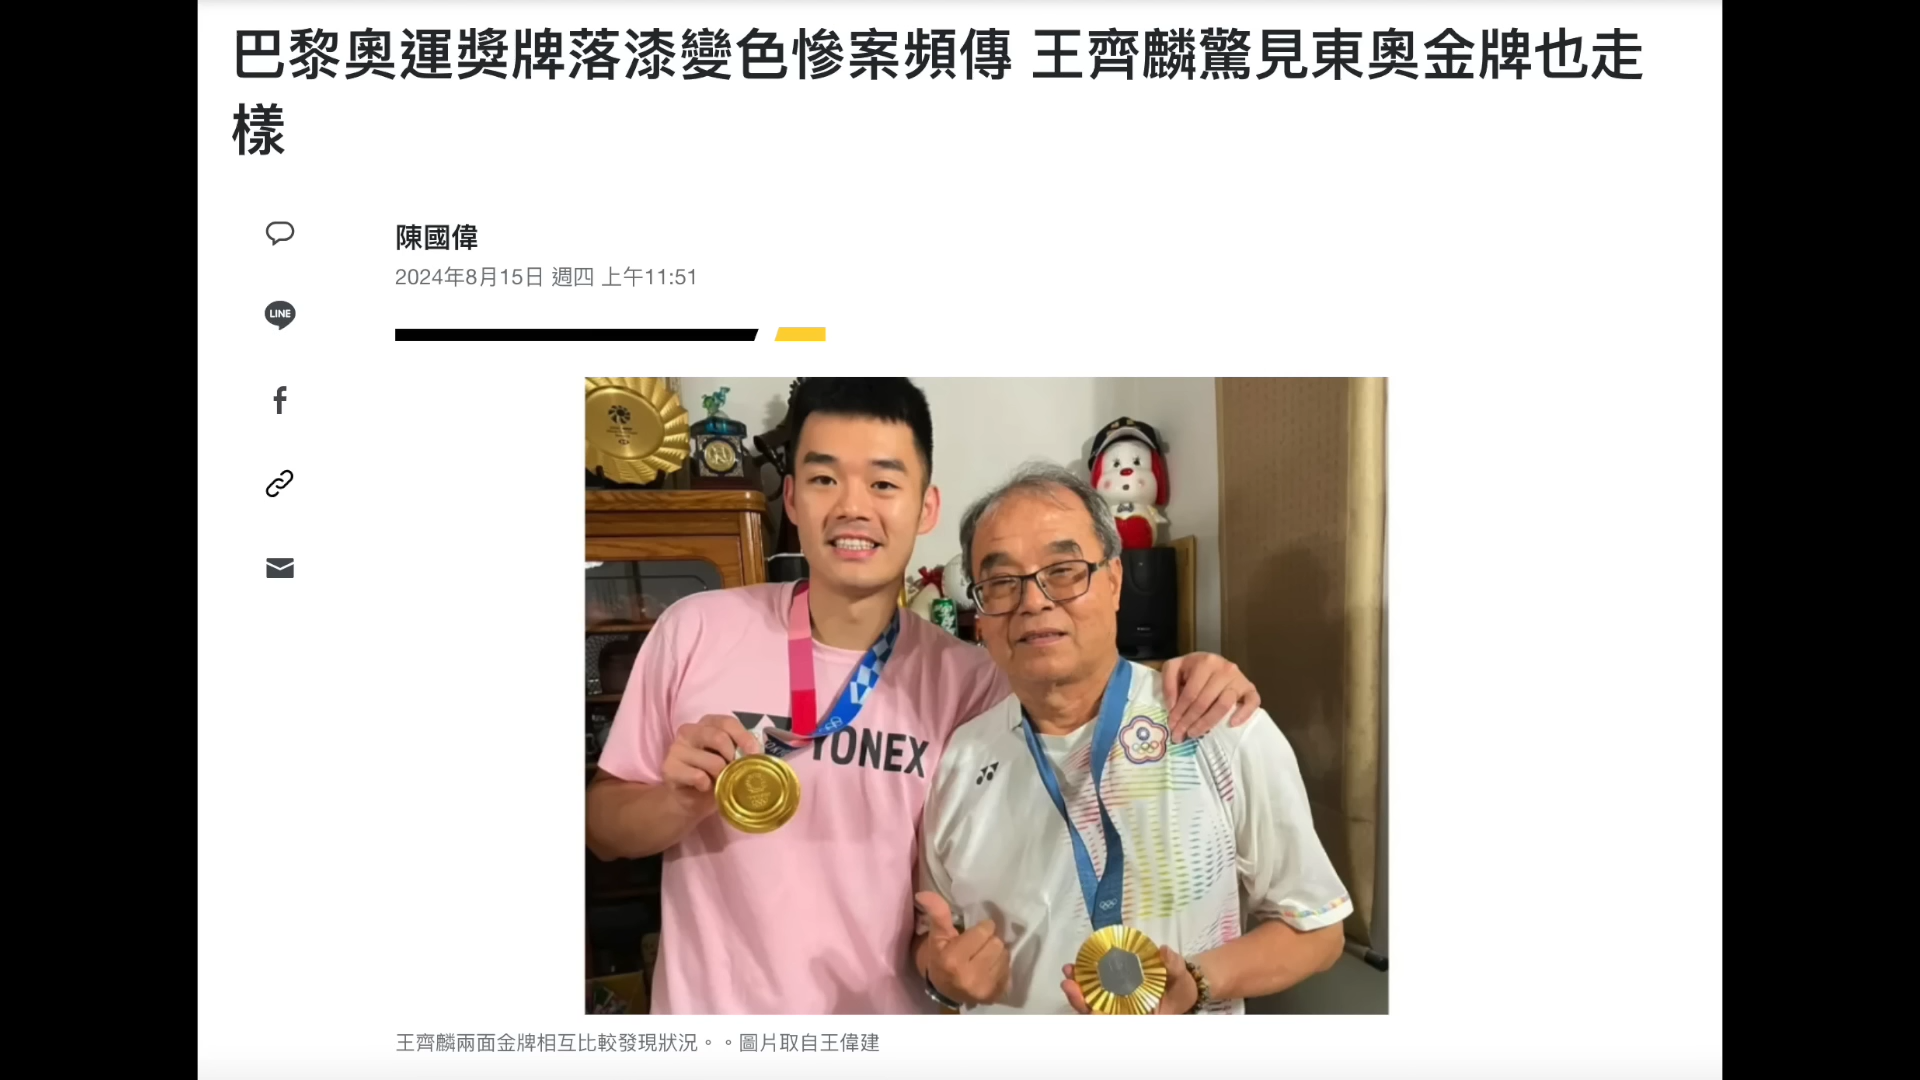 巴黎奧運獎牌落漆變色慘案頻傳 王齊麟驚見東奧金牌也走
樣
陳國偉
2024年8月15日 週四 上午11:51
LINE
YONEX
王齊麟兩面金牌相互比較發現狀況。。圖片取自王偉建